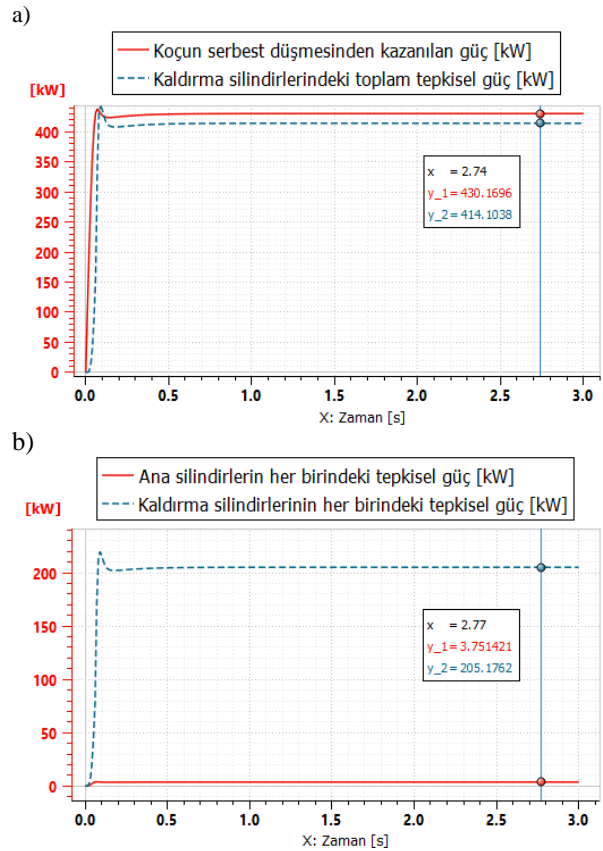 a)
Koçun serbest düşmesinden kazanılan güç [kW]
Kaldırma silindirlerindeki toplam tepkisel güç [kW]
[kW]
400
350
300
250
200
150
100
50
0
x = 2.74
y_1=430.1696
y_2=414.1038
0.0 0.5 1.0 1.5 2.0 2.5 3.0
X: Zaman [s]
b)
Ana silindirlerin her birindeki tepkisel güç [kW]
Kaldırma silindirlerinin her birindeki tepkisel güç [kW]
[kW]
200
150
100
50
0
x = 2.77
y_1=3.751421
y_2=205.1762
0.0 0.5 1.0 1.5 2.0 2.5 3.0
X: Zaman [s]